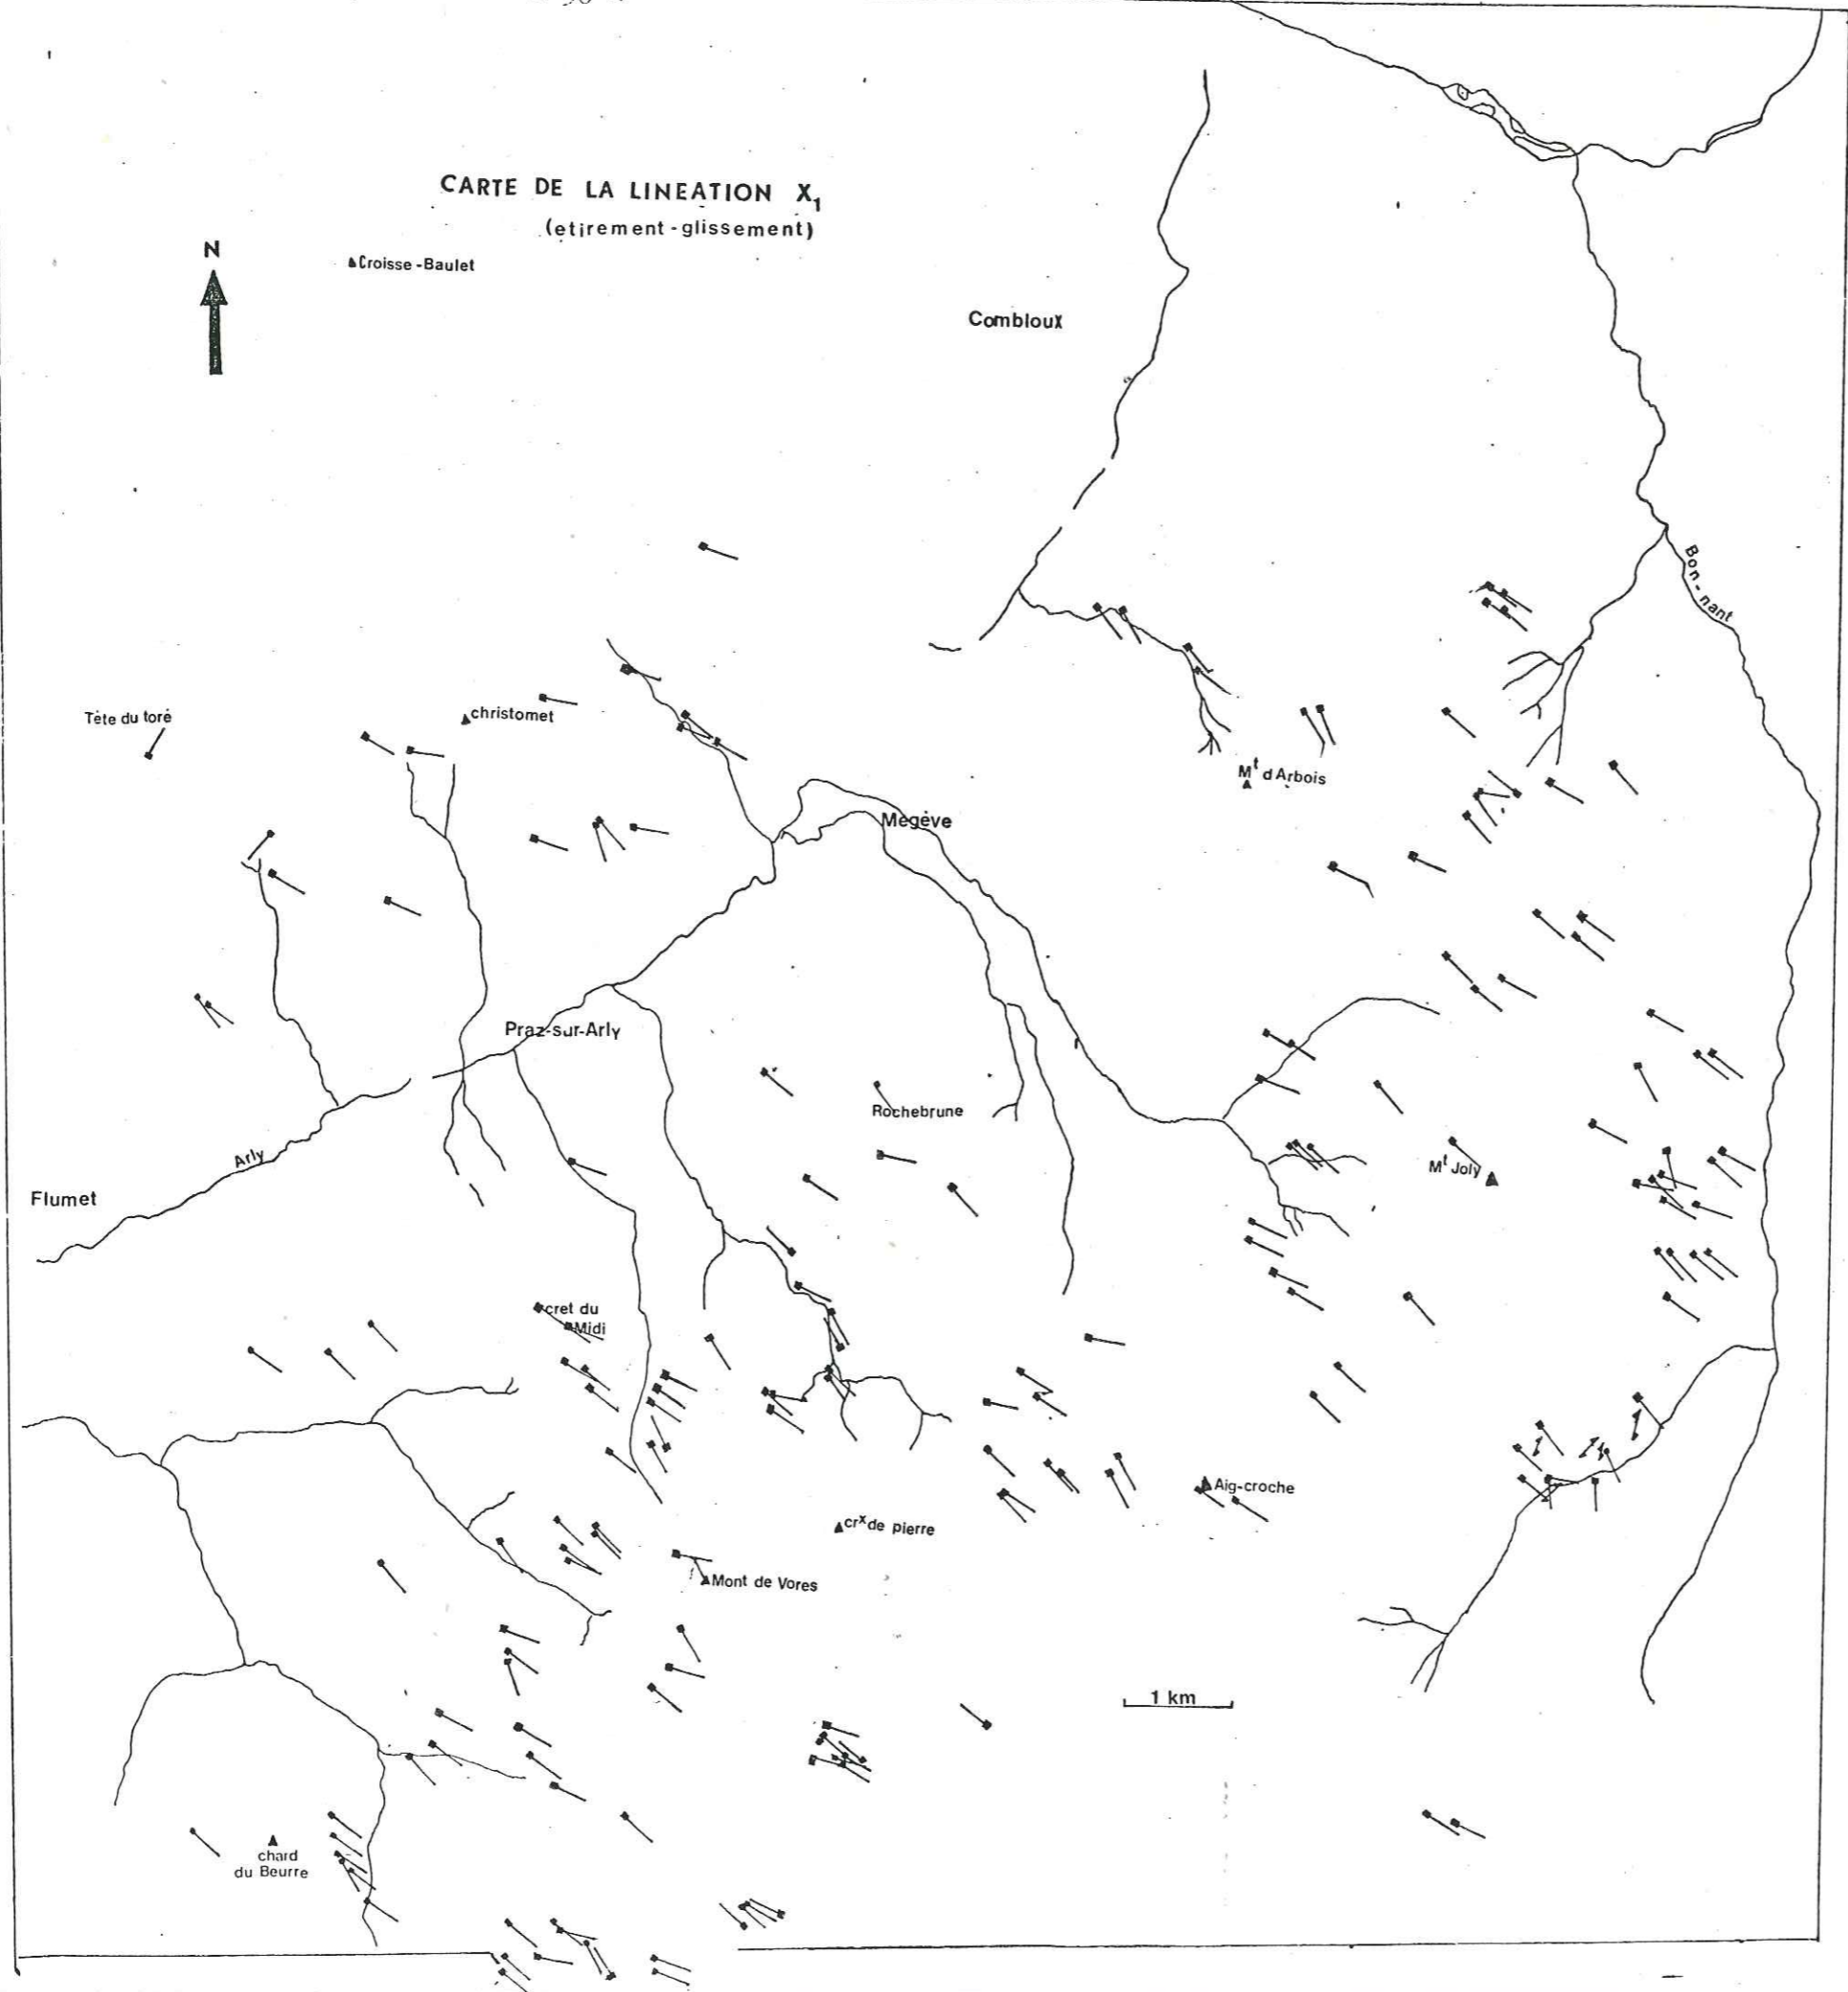 CARTE DE LA LINEATION X1
(etirement-glissement)
N
Croisse-Baulet
Combloux
Bon-nant
Tête du toré
christomet
Mt d'Arbois
Megève
Praz-sur-Arly
Rochebrune
Arly
Mt Joly
Flumet
cret du
Midi
Aig-croche
crx de pierre
Mont de Vores
1 km
chard
du Beurre